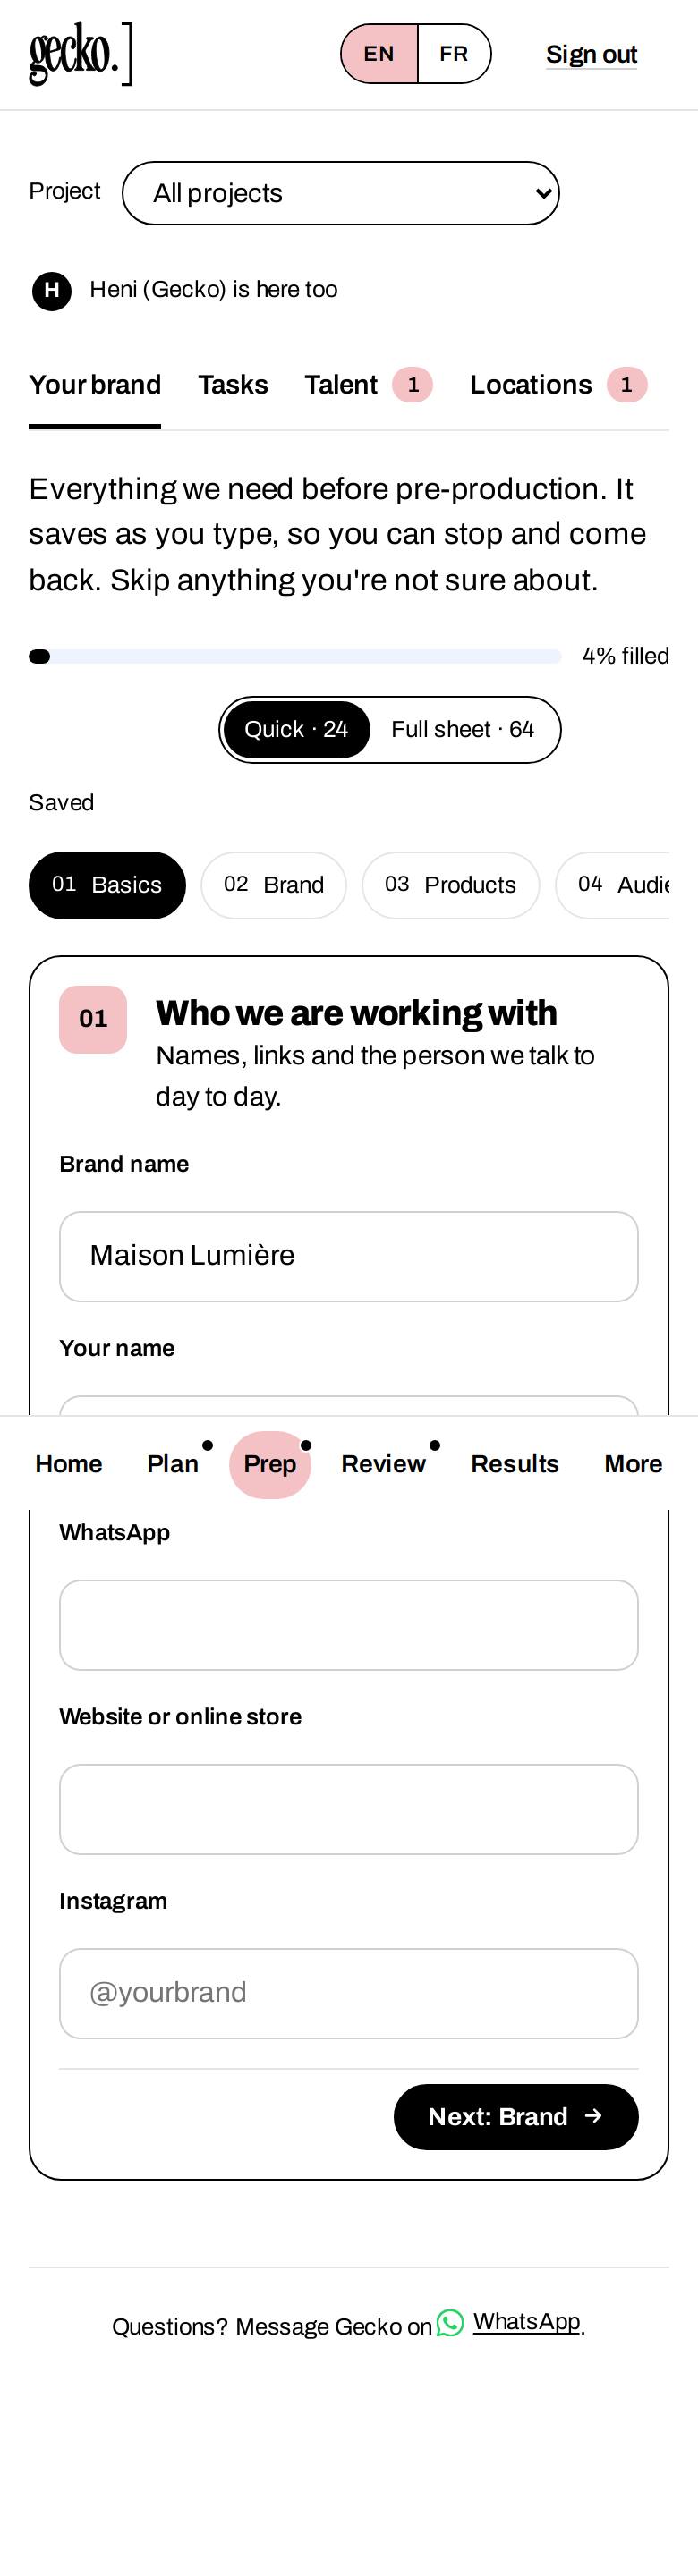 gecko.]
EN FR
Sign out
Project
All projects
H
Heni (Gecko) is here too
Your brand
Tasks
Talent 1
Locations 1
Everything we need before pre-production. It
saves as you type, so you can stop and come
back. Skip anything you're not sure about.
4% filled
Quick · 24
Full sheet · 64
Saved
01 Basics
02 Brand
03 Products
04 Audie
01
Who we are working with
Names, links and the person we talk to
day to day.
Brand name
Maison Lumière
Your name
Home
Plan
Prep
Review
Results
More
WhatsApp
Website or online store
Instagram
@yourbrand
Next: Brand →
Questions? Message Gecko on WhatsApp.